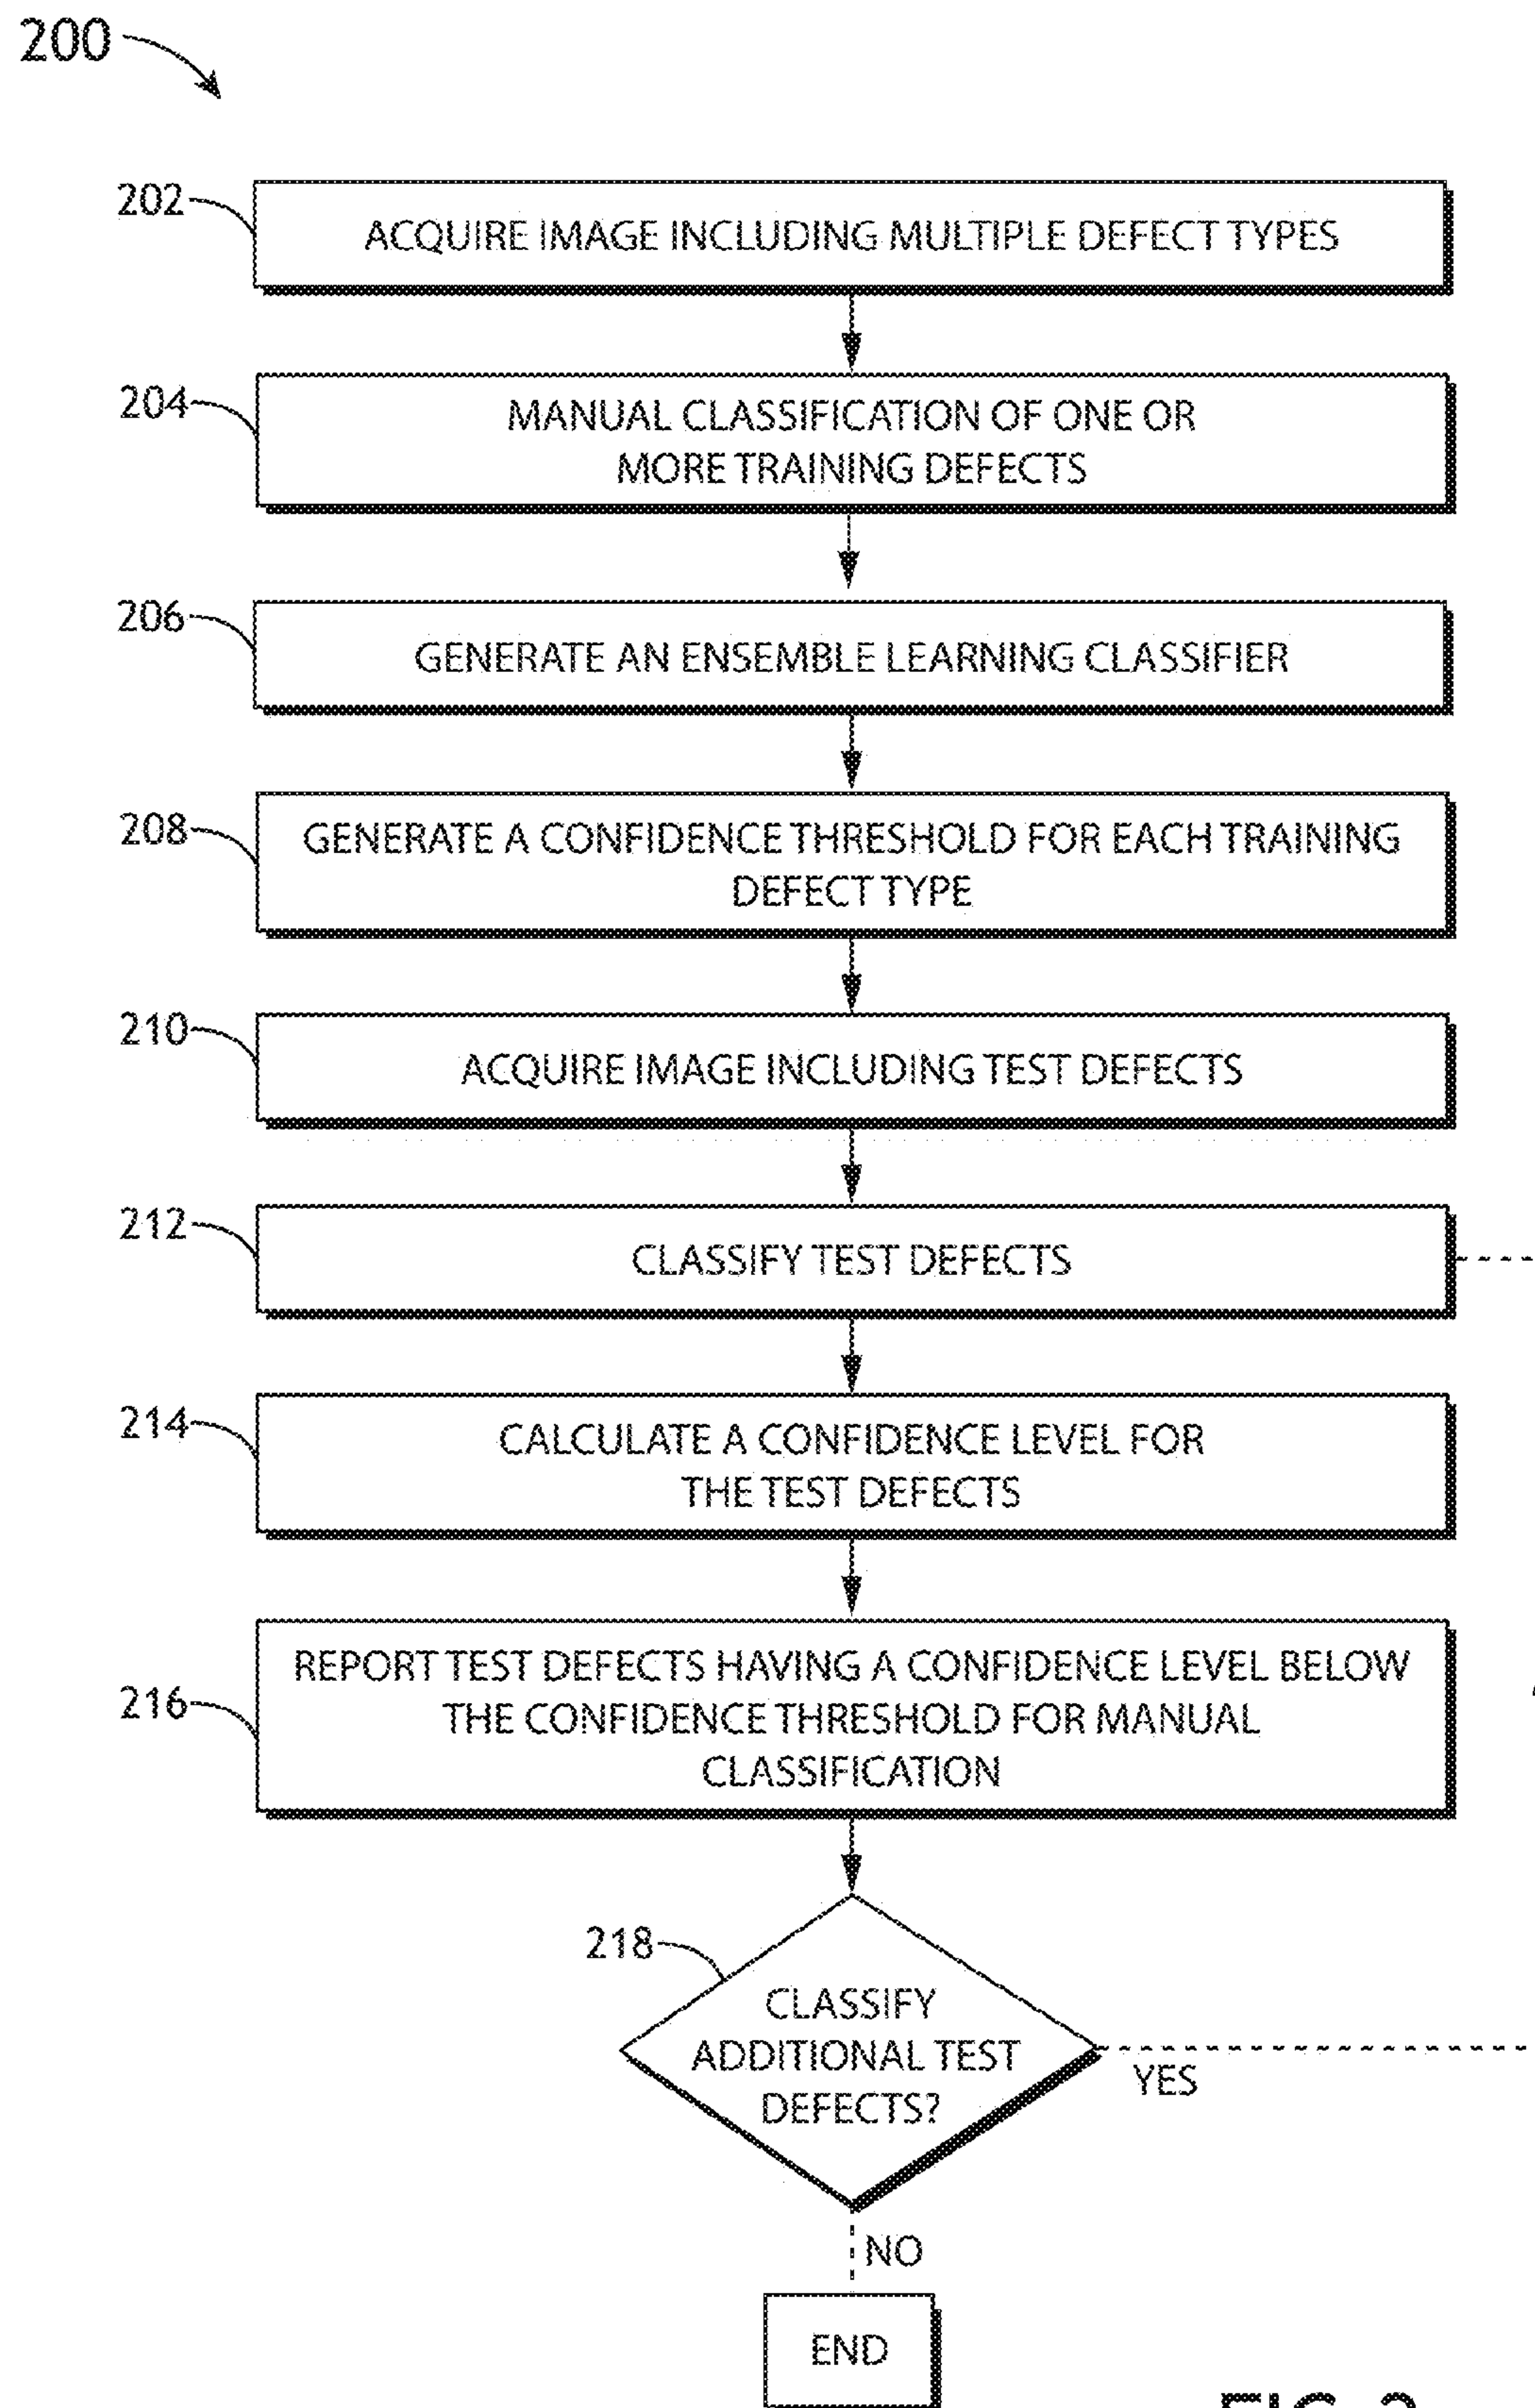 200
202
ACQUIRE IMAGE INCLUDING MULTIPLE DEFECT TYPES
204
MANUAL CLASSIFICATION OF ONE OR
MORE TRAINING DEFECTS
206
GENERATE AN ENSEMBLE LEARNING CLASSIFIER
208
GENERATE A CONFIDENCE THRESHOLD FOR EACH TRAINING
DEFECT TYPE
210
ACQUIRE IMAGE INCLUDING TEST DEFECTS
212
CLASSIFY TEST DEFECTS
214
CALCULATE A CONFIDENCE LEVEL FOR
THE TEST DEFECTS
216
REPORT TEST DEFECTS HAVING A CONFIDENCE LEVEL BELOW
THE CONFIDENCE THRESHOLD FOR MANUAL
CLASSIFICATION
218
CLASSIFY
ADDITIONAL TEST
DEFECTS?
YES
NO
END